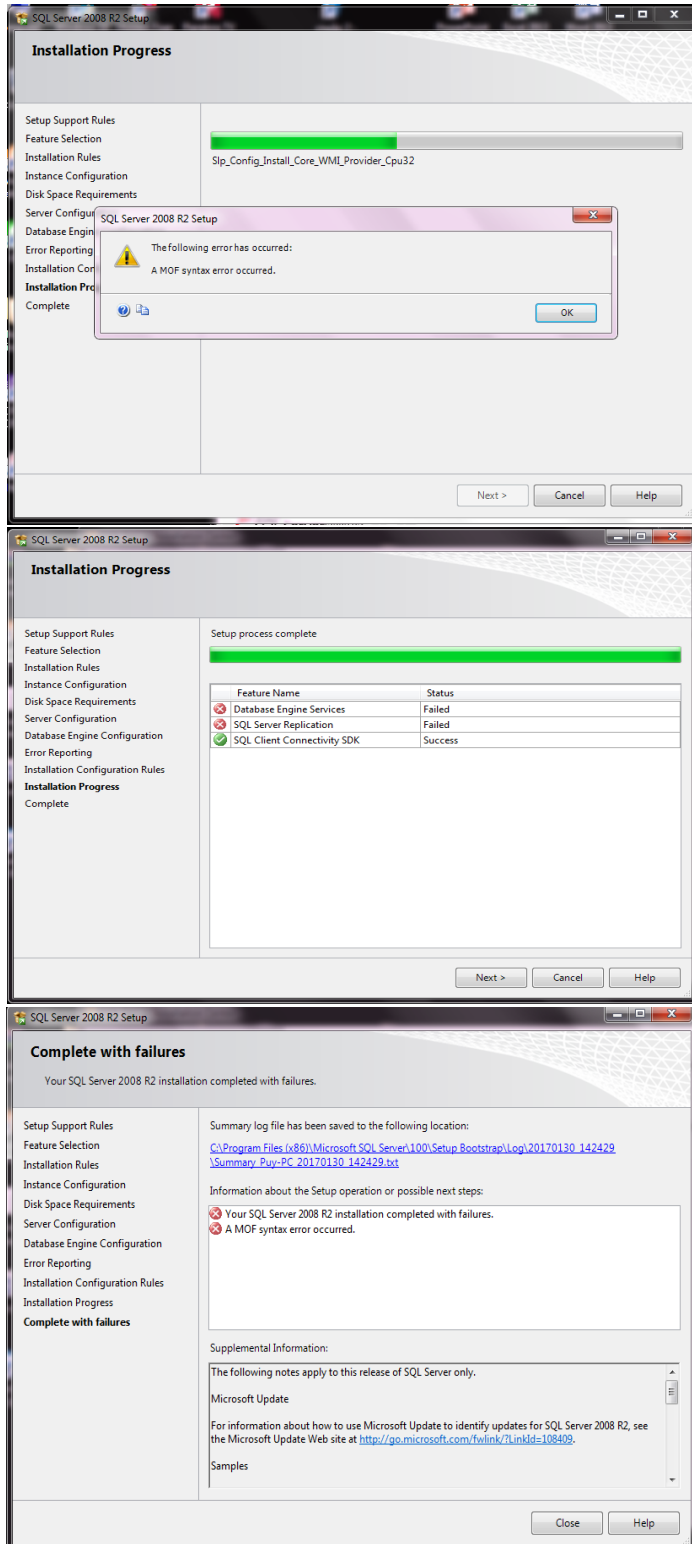 SQL Server 2008 R2 Setup
Installation Progress
Setup Support Rules
Feature Selection
Installation Rules
Instance Configuration
Disk Space Requirements
Server Configur
Database Engin
Error Reporting
Installation Con
Installation Pro
Complete
Slp_Config_Install_Core_WMI_Provider_Cpu32
SQL Server 2008 R2 Setup
The following error has occurred:
A MOF syntax error occurred.
OK
Next >
Cancel
Help
SQL Server 2008 R2 Setup
Installation Progress
Setup Support Rules
Feature Selection
Installation Rules
Instance Configuration
Disk Space Requirements
Server Configuration
Database Engine Configuration
Error Reporting
Installation Configuration Rules
Installation Progress
Complete
Setup process complete
Feature Name Status
Database Engine Services Failed
SQL Server Replication Failed
SQL Client Connectivity SDK Success
Next >
Cancel
Help
SQL Server 2008 R2 Setup
Complete with failures
Your SQL Server 2008 R2 installation completed with failures.
Setup Support Rules
Feature Selection
Installation Rules
Instance Configuration
Disk Space Requirements
Server Configuration
Database Engine Configuration
Error Reporting
Installation Configuration Rules
Installation Progress
Complete with failures
Summary log file has been saved to the following location:
C:\Program Files (x86)\Microsoft SQL Server\100\Setup Bootstrap\Log\20170130_142429
\Summary_Puy-PC_20170130_142429.txt
Information about the Setup operation or possible next steps:
Your SQL Server 2008 R2 installation completed with failures.
A MOF syntax error occurred.
Supplemental Information:
The following notes apply to this release of SQL Server only.
Microsoft Update
For information about how to use Microsoft Update to identify updates for SQL Server 2008 R2, see
the Microsoft Update Web site at http://go.microsoft.com/fwlink/?LinkId=108409.
Samples
Close
Help